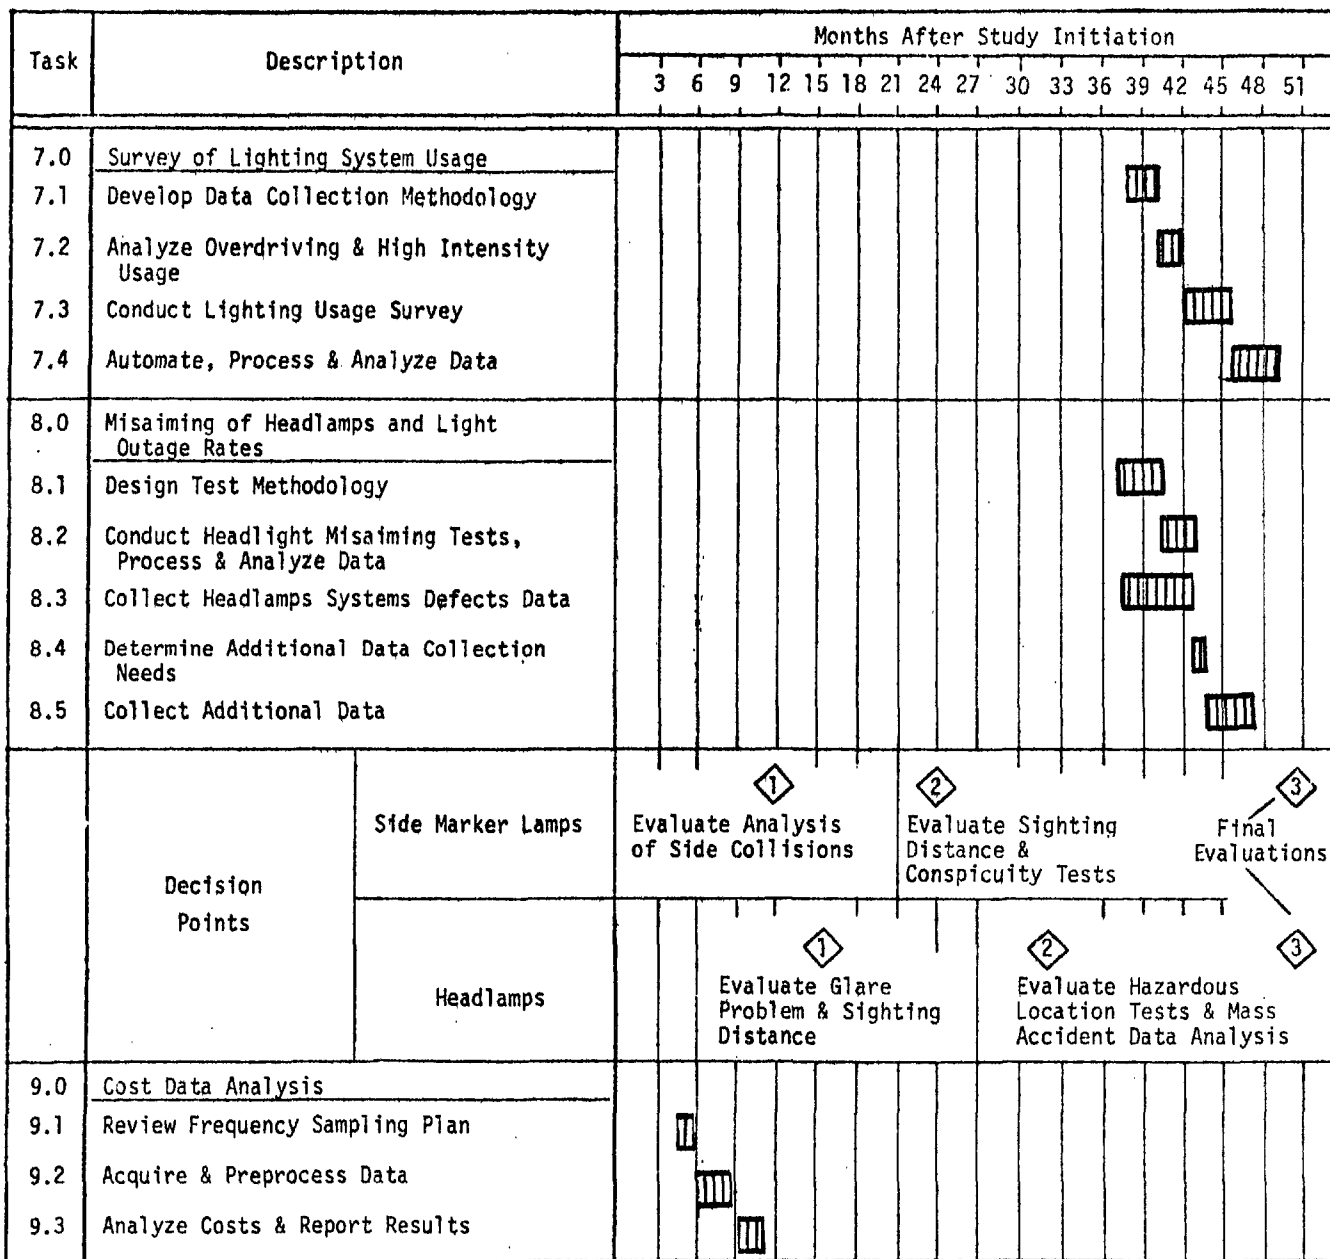 Task
Description
Months After Study Initiation
3 6 9 12 15 18 21 24 27 30 33 36 39 42 45 48 51
7.0 Survey of Lighting System Usage
7.1 Develop Data Collection Methodology
7.2 Analyze Overdriving & High Intensity
Usage
7.3 Conduct Lighting Usage Survey
7.4 Automate, Process & Analyze Data
8.0 Misaiming of Headlamps and Light
Outage Rates
8.1 Design Test Methodology
8.2 Conduct Headlight Misaiming Tests,
Process & Analyze Data
8.3 Collect Headlamps Systems Defects Data
8.4 Determine Additional Data Collection
Needs
8.5 Collect Additional Data
Decision
Points
Side Marker Lamps
1
Evaluate Analysis
of Side Collisions
2
Evaluate Sighting
Distance &
Conspicuity Tests
3
Final
Evaluations
Headlamps
1
Evaluate Glare
Problem & Sighting
Distance
2
Evaluate Hazardous
Location Tests & Mass
Accident Data Analysis
3
9.0 Cost Data Analysis
9.1 Review Frequency Sampling Plan
9.2 Acquire & Preprocess Data
9.3 Analyze Costs & Report Results